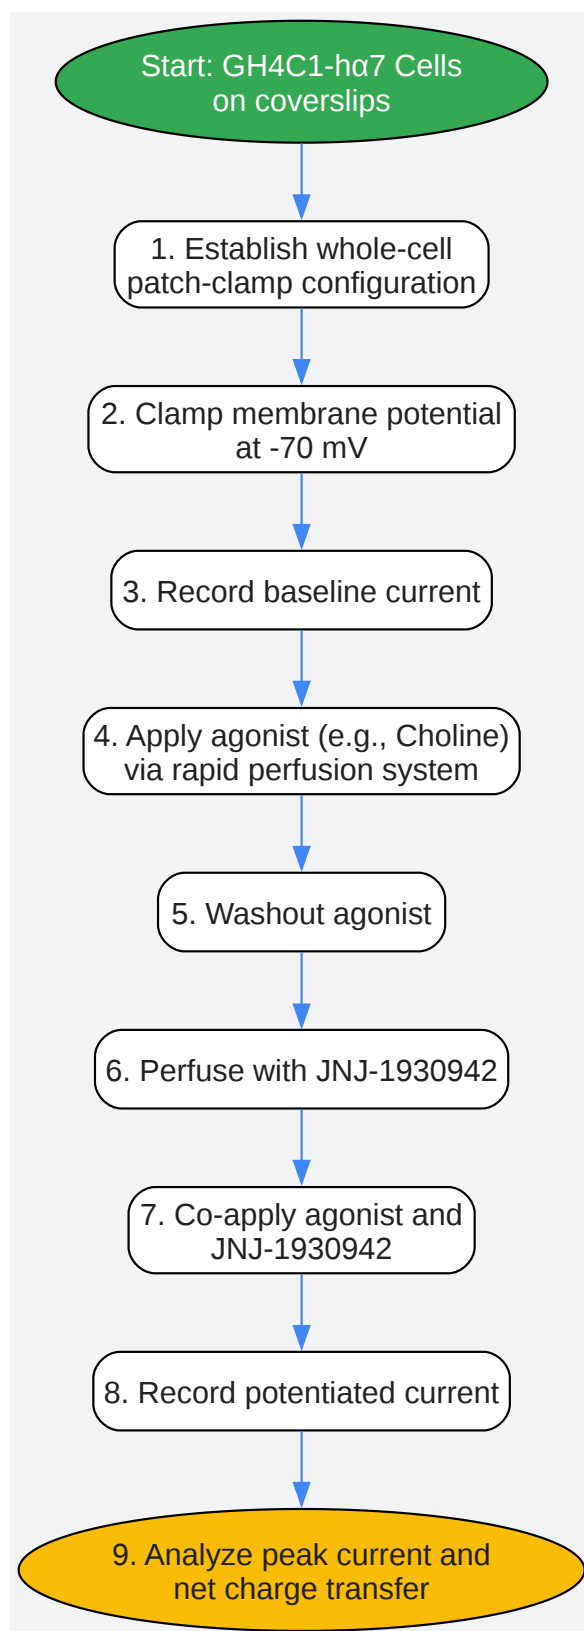 Start: GH4C1-hα7 Cells
on coverslips
1. Establish whole-cell
patch-clamp configuration
2. Clamp membrane potential
at -70 mV
3. Record baseline current
4. Apply agonist (e.g., Choline)
via rapid perfusion system
5. Washout agonist
6. Perfuse with JNJ-1930942
7. Co-apply agonist and
JNJ-1930942
8. Record potentiated current
9. Analyze peak current and
net charge transfer